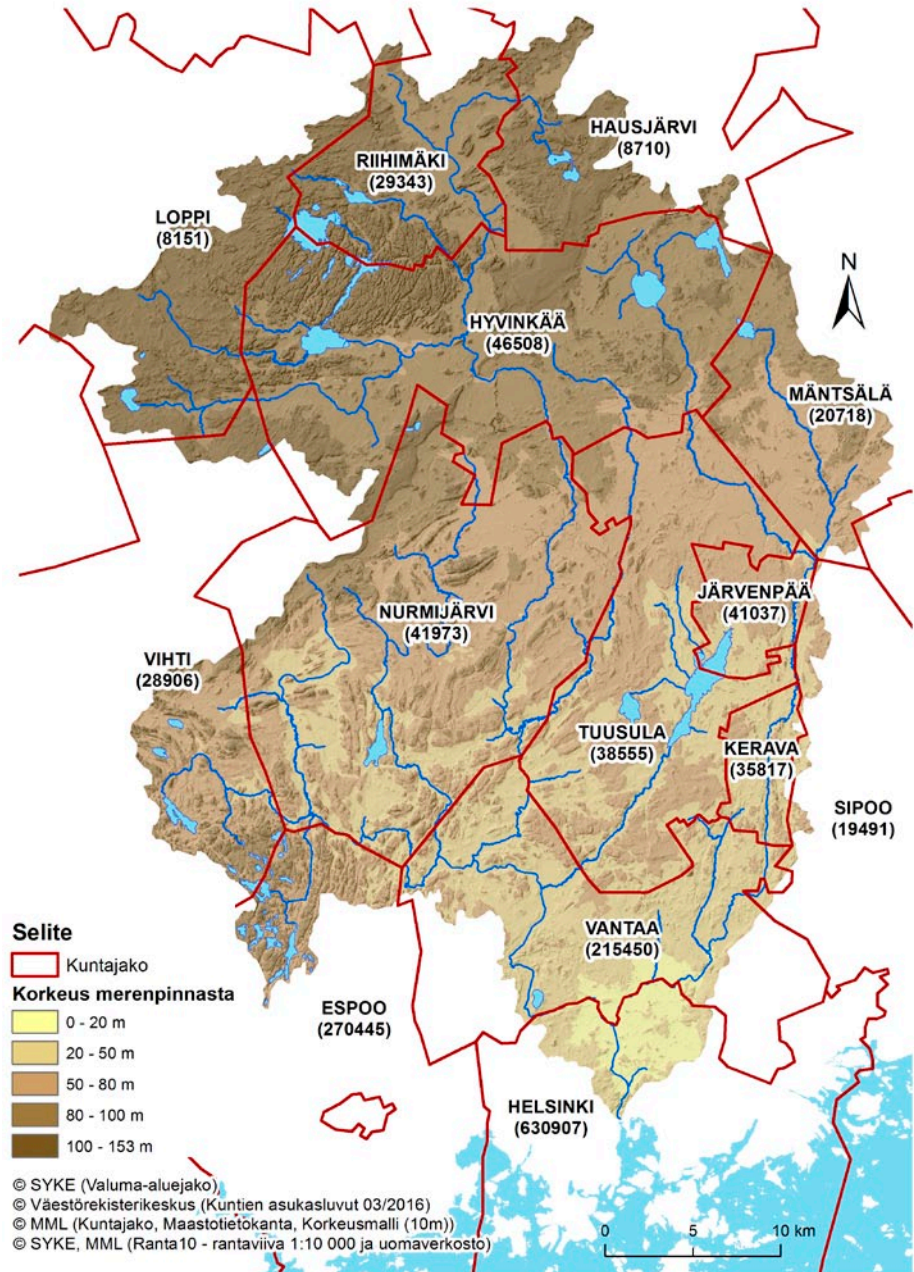 HAUSJÄRVI
(8710)
RIIHIMÄKI
(29343)
LOPPI
(8151)
N
HYVINKÄÄ
(46508)
MÄNTSÄLÄ
(20718)
JÄRVENPÄÄ
(41037)
NURMIJÄRVI
(41973)
VIHTI
(28906)
TUUSULA
(38555)
KERAVA
(35817)
SIPOO
(19491)
VANTAA
(215450)
ESPOO
(270445)
HELSINKI
(630907)
Selite
Kuntajako
Korkeus merenpinnasta
0 - 20 m
20 - 50 m
50 - 80 m
80 - 100 m
100 - 153 m
© SYKE (Valuma-aluejako)
© Väestörekisterikeskus (Kuntien asukasluvut 03/2016)
© MML (Kuntajako, Maastotietokanta, Korkeusmalli (10m))
© SYKE, MML (Ranta10 - rantaviiva 1:10 000 ja uomaverkosto)
0 5 10 km